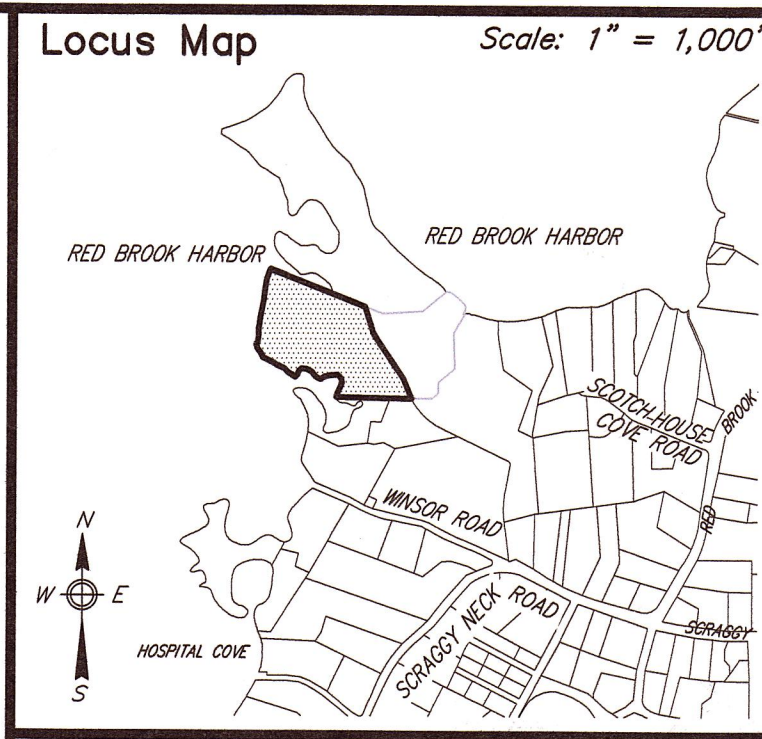 Locus Map
Scale: 1" = 1,000'
RED BROOK HARBOR
RED BROOK HARBOR
SCOTCH HOUSE
COVE ROAD
BROOK
RED
WINSOR ROAD
N
W E
S
SCRAGGY NECK ROAD
SCRAGGY
HOSPITAL COVE